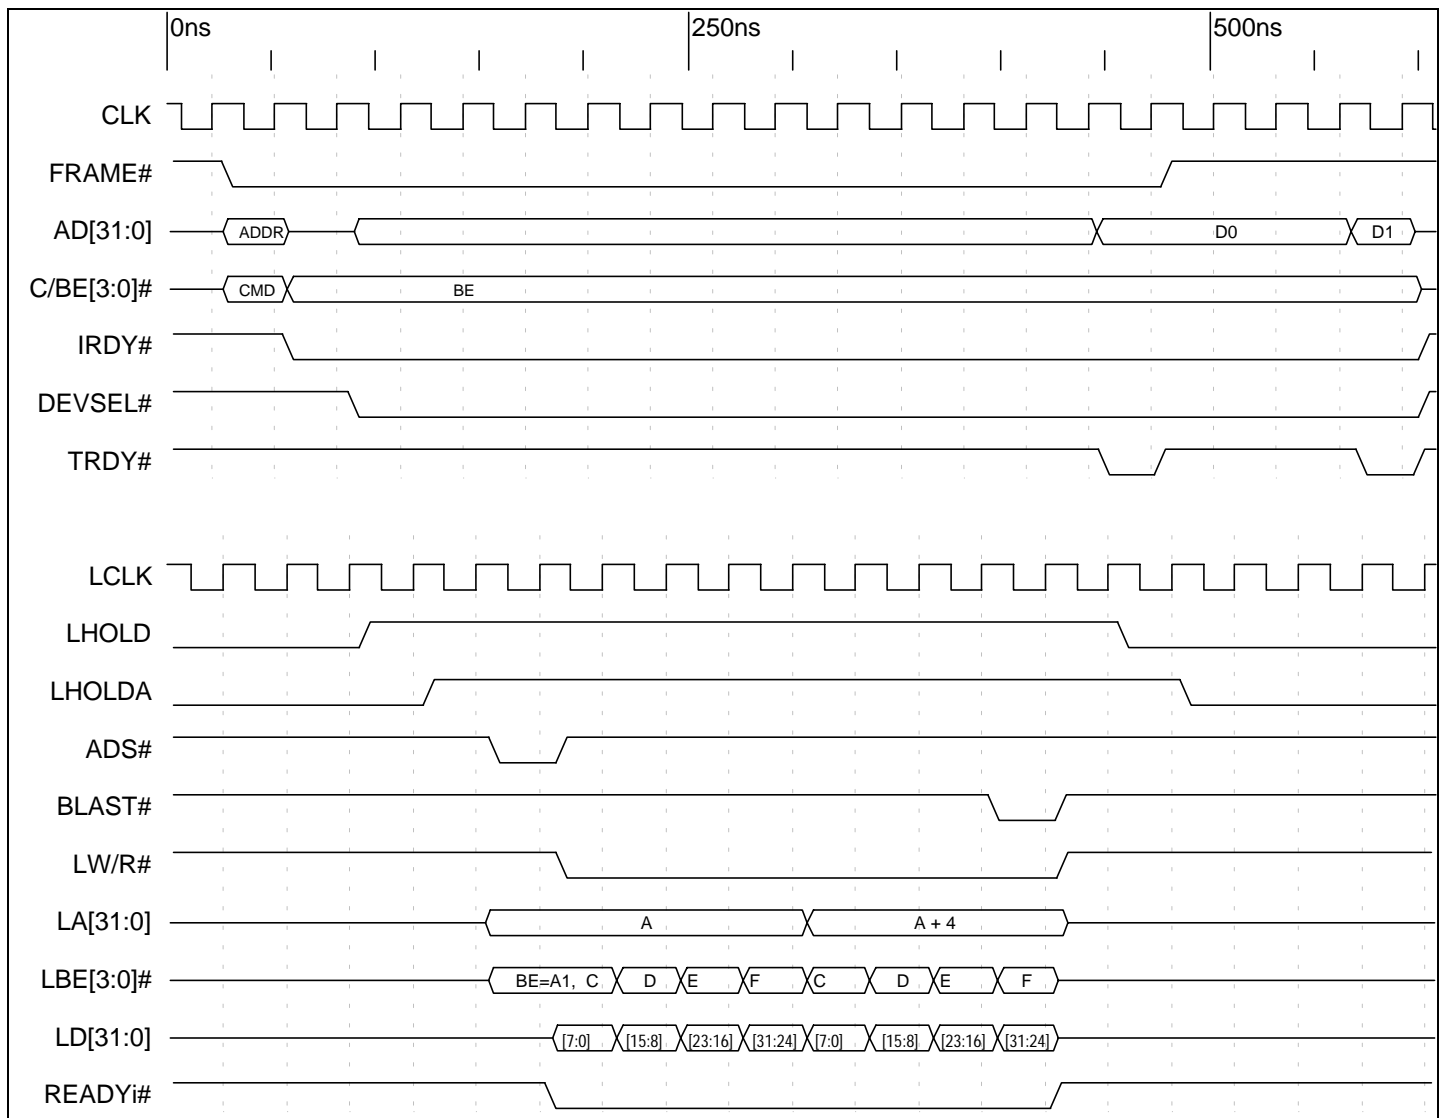 0ns 250ns 500ns
CLK
FRAME#
AD[31:0] ADDR D0 D1
C/BE[3:0]# CMD BE
IRDY#
DEVSEL#
TRDY#
LCLK
LHOLD
LHOLDA
ADS#
BLAST#
LW/R#
LA[31:0] A A + 4
LBE[3:0]# BE=A1, C D E F C D E F
LD[31:0] [7:0] [15:8] [23:16] [31:24] [7:0] [15:8] [23:16] [31:24]
READYi#